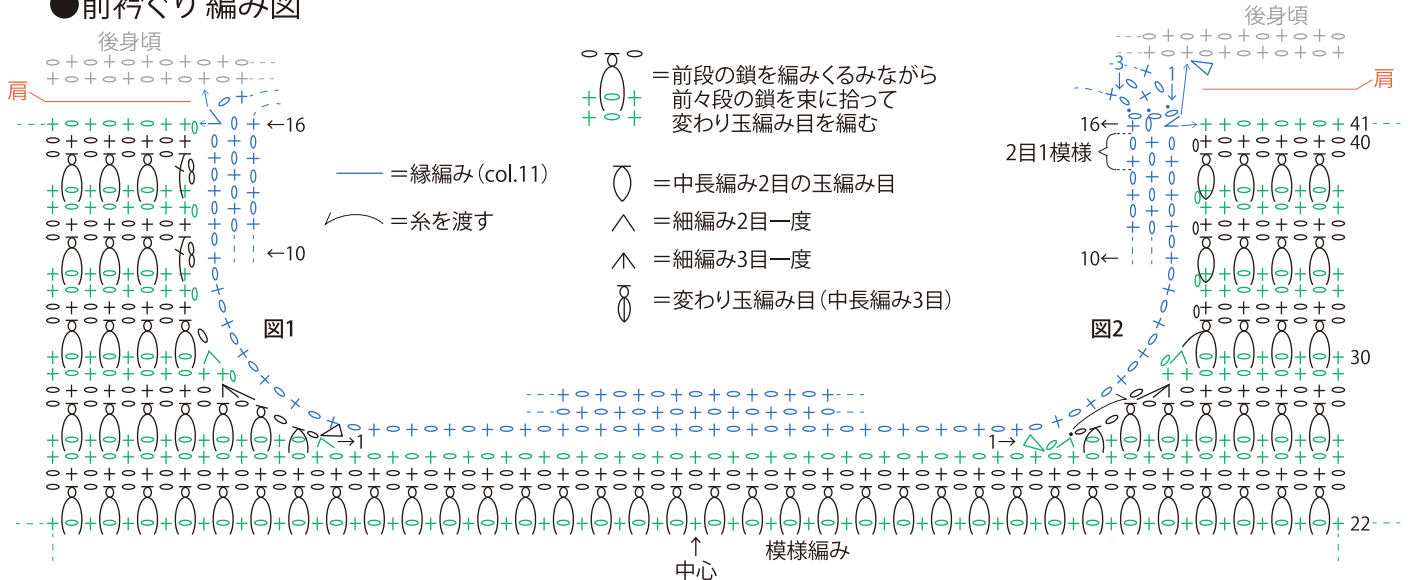 ●前衿ぐり 編み図
後身頃
後身頃
肩
肩
=前段の鎖を編みくるみながら
前々段の鎖を束に拾って
変わり玉編み目を編む
3
1
←16
16←
41
40
2目1模様
=縁編み(col.11)
=中長編み2目の玉編み目
=糸を渡す
=細編み2目一度
←10
10←
=細編み3目一度
=変わり玉編み目(中長編み3目)
図1
図2
30
→1
1→
22
模様編み
↑
中心